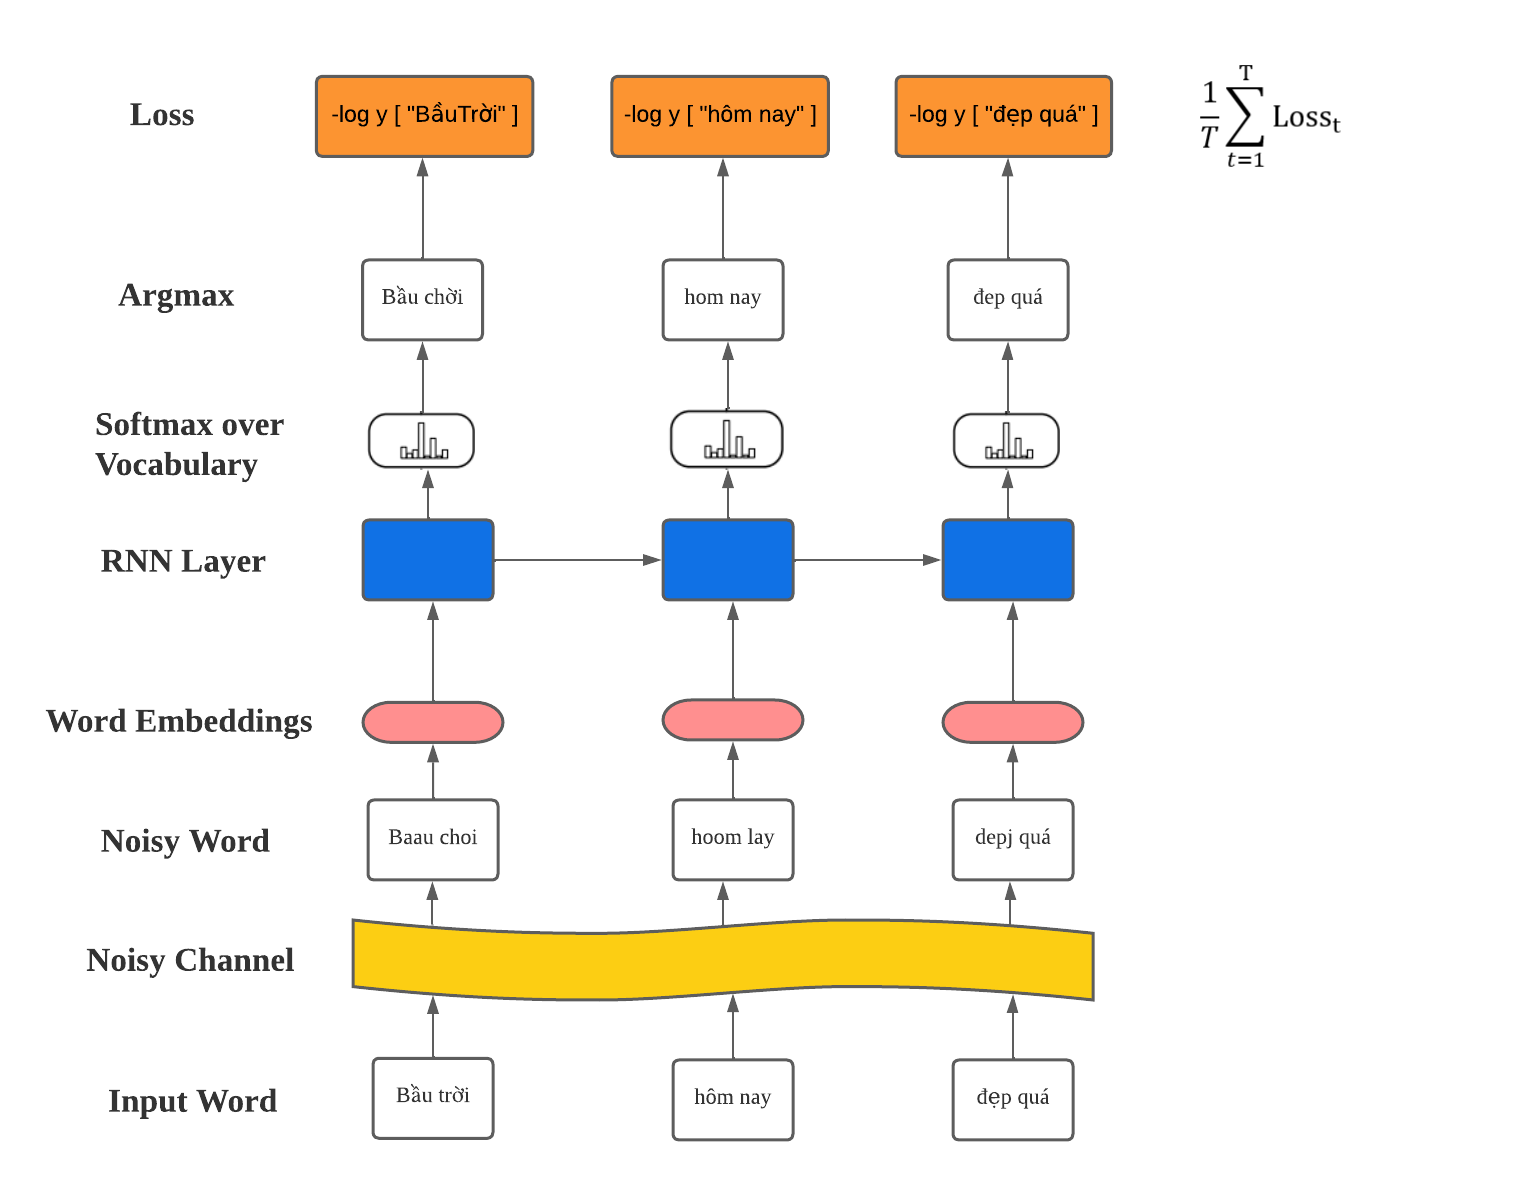 Loss
-log y [ "BầuTrời" ]
-log y [ "hôm nay" ]
-log y [ "đẹp quá" ]
1/T ∑ t=1 T Loss t
Argmax
Bầu chời
hom nay
đep quá
Softmax over
Vocabulary
RNN Layer
Word Embeddings
Noisy Word
Baau choi
hoom lay
depj quá
Noisy Channel
Input Word
Bầu trời
hôm nay
đẹp quá